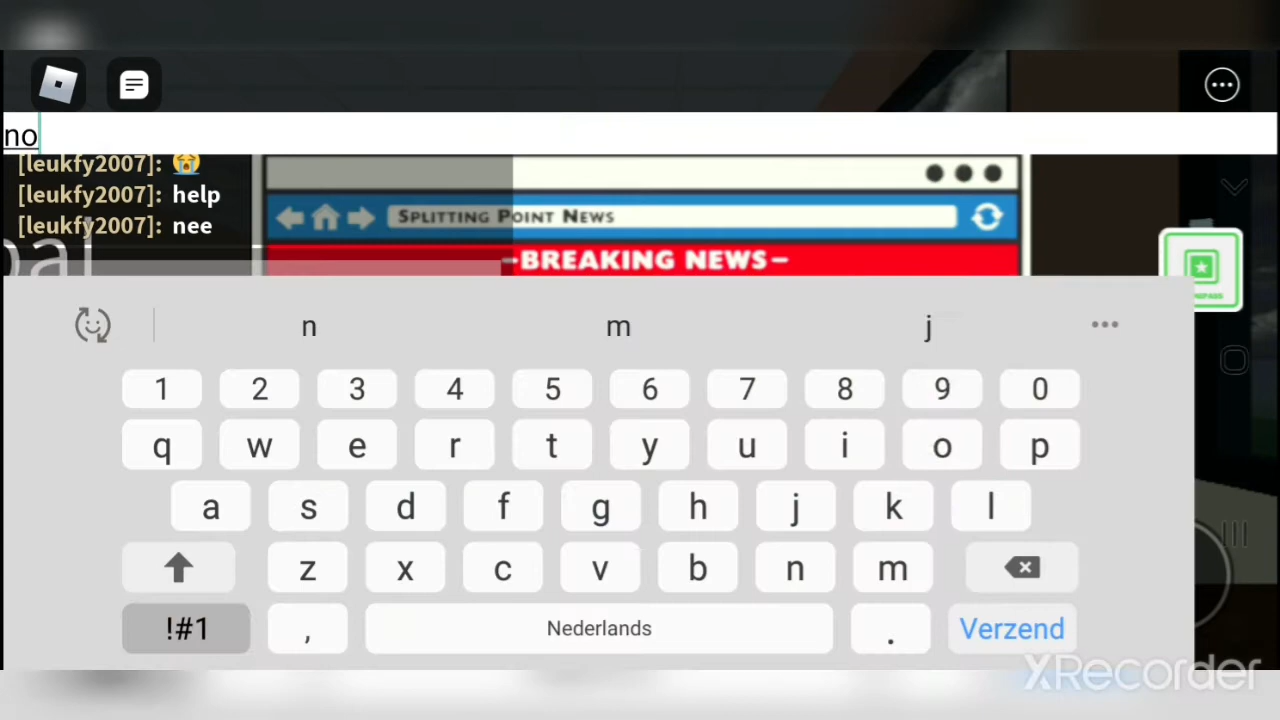 no
[leukfy2007]: 😭
[leukfy2007]: help
[leukfy2007]: nee
SPLITTING POINT NEWS
-BREAKING NEWS-
n m j
1 2 3 4 5 6 7 8 9 0
q w e r t y u i o p
a s d f g h j k l
z x c v b n m
!#1 , Nederlands . Verzend
XRecorder